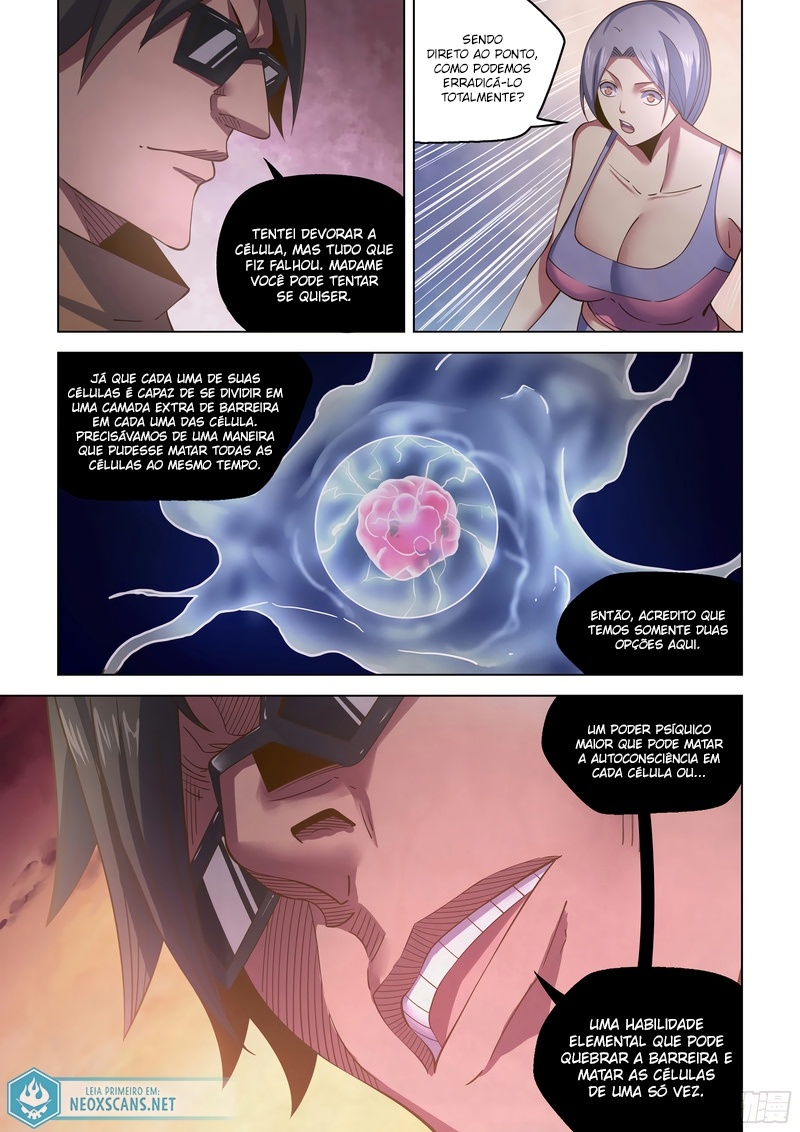 SENDO
DIRETO AO PONTO,
COMO PODEMOS
ERRADICÁ-LO
TOTALMENTE?
TENTEI DEVORAR A
CÉLULA, MAS TUDO QUE
FIZ FALHOU. MADAME
VOCÊ PODE TENTAR
SE QUISER.
JÁ QUE CADA UMA DE SUAS
CÉLULAS É CAPAZ DE SE DIVIDIR EM
UMA CAMADA EXTRA DE BARREIRA
EM CADA UMA DAS CÉLULA.
PRECISÁVAMOS DE UMA MANEIRA
QUE PUDESSE MATAR TODAS AS
CÉLULAS AO MESMO TEMPO.
ENTÃO, ACREDITO QUE
TEMOS SOMENTE DUAS
OPÇÕES AQUI.
UM PODER PSÍQUICO
MAIOR QUE PODE MATAR
A AUTOCONSCIÊNCIA EM
CADA CÉLULA OU...
UMA HABILIDADE
ELEMENTAL QUE PODE
QUEBRAR A BARREIRA E
MATAR AS CÉLULAS
DE UMA SÓ VEZ.
LEIA PRIMEIRO EM:
NEOXSCANS.NET
动漫